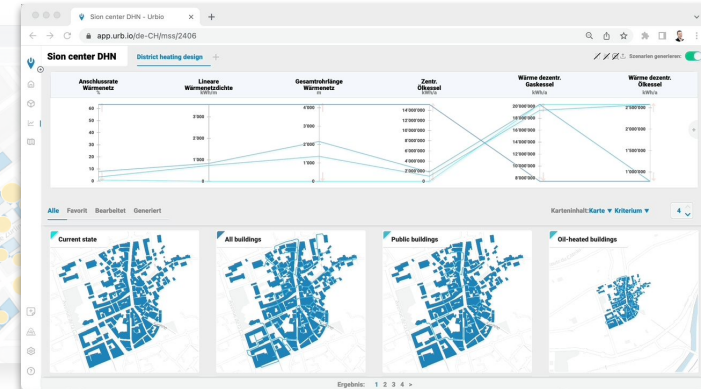 Sion center DHN - Urbio
app.urb.io/de-CH/mss/2406
Sion center DHN
District heating design
Szenarien generieren:
Anschlussrate Wärmenetz
%
Lineare Wärmenetzdichte
kWh/m
Gesamtrohrlänge Wärmenetz
m
Zentr. Ölkessel
kWh/s
Wärme dezentr. Gaskessel
kWh/s
Wärme dezentr. Ölkessel
kWh/s
60
50
40
30
20
10
0
3'000
2'000
1'000
0
4'000
3'000
2'000
1'000
0
14'000'000
12'000'000
10'000'000
8'000'000
6'000'000
4'000'000
2'000'000
0
20'000'000
18'000'000
16'000'000
14'000'000
12'000'000
10'000'000
8'000'000
2'500'000
2'000'000
1'500'000
1'000'000
Alle Favorit Bearbeitet Generiert
Karteninhalt: Karte ▼ Kriterium ▼
4
Current state
All buildings
Public buildings
Oil-heated buildings
Ergebnis: 1 2 3 4 >